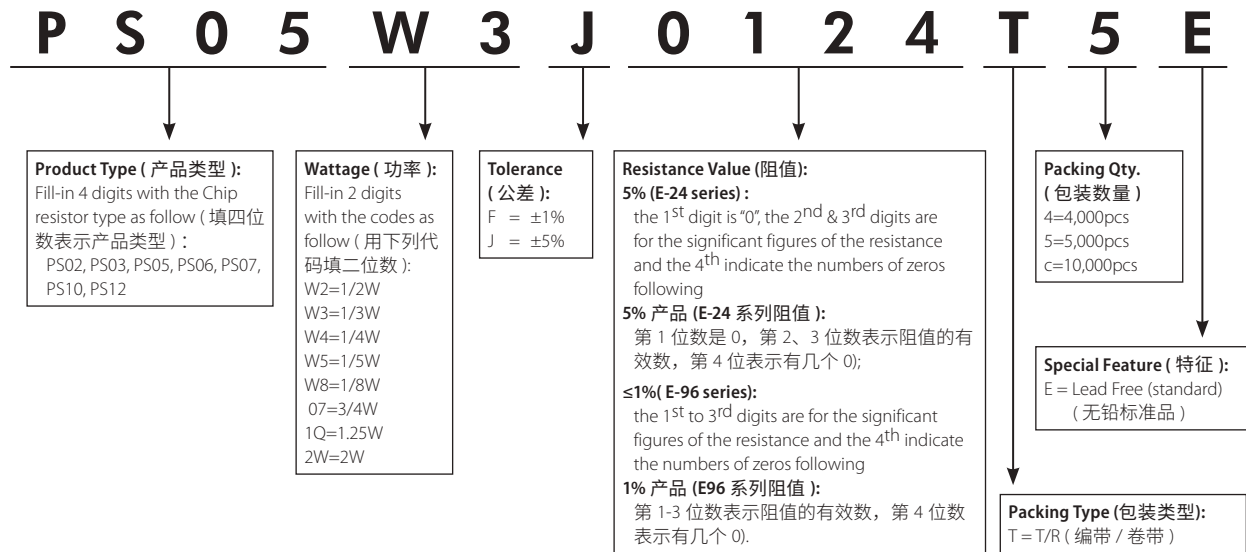 P S 0 5 W 3 J 0 1 2 4 T 5 E
Product Type ( 产品类型 ):
Fill-in 4 digits with the Chip
resistor type as follow ( 填四位
数表示产品类型 ) :
PS02, PS03, PS05, PS06, PS07,
PS10, PS12
Wattage ( 功率 ):
Fill-in 2 digits
with the codes as
follow ( 用下列代
码填二位数 ):
W2=1/2W
W3=1/3W
W4=1/4W
W5=1/5W
W8=1/8W
07=3/4W
1Q=1.25W
2W=2W
Tolerance
( 公差 ):
F = ±1%
J = ±5%
Resistance Value (阻值):
5% (E-24 series) :
the 1st digit is "0", the 2nd & 3rd digits are
for the significant figures of the resistance
and the 4th indicate the numbers of zeros
following
5% 产品 (E-24 系列阻值 ):
第 1 位数是 0，第 2、3 位数表示阻值的有
效数，第 4 位表示有几个 0);
≤1%( E-96 series):
the 1st to 3rd digits are for the significant
figures of the resistance and the 4th indicate
the numbers of zeros following
1% 产品 (E96 系列阻值 ):
第 1-3 位数表示阻值的有效数，第 4 位数
表示有几个 0).
Packing Qty.
( 包装数量 )
4=4,000pcs
5=5,000pcs
c=10,000pcs
Special Feature ( 特征 ):
E = Lead Free (standard)
( 无铅标准品 )
Packing Type (包装类型):
T = T/R ( 编带 / 卷带 )